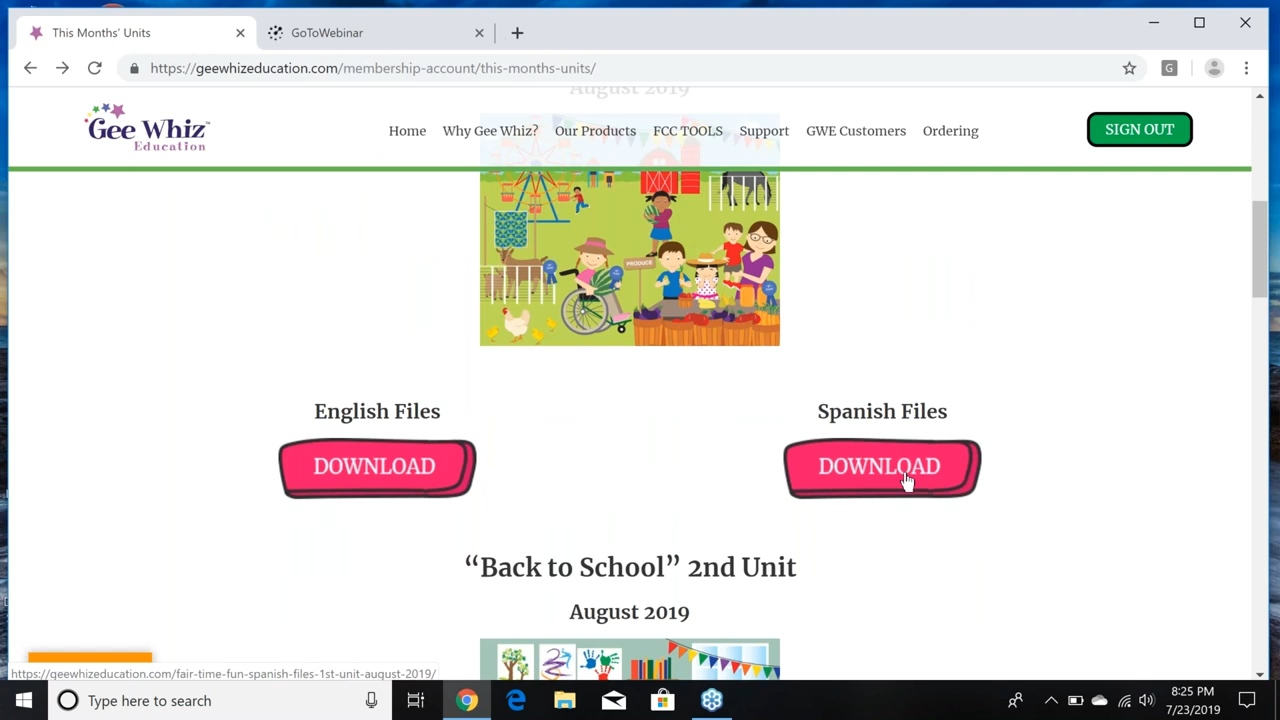 This Months' Units
GoToWebinar
https://geewhizeducation.com/membership-account/this-months-units/
G
August 2019
Gee Whiz
Education
Home
Why Gee Whiz?
Our Products
FCC TOOLS
Support
GWE Customers
Ordering
SIGN OUT
PRODUCE
English Files
Spanish Files
DOWNLOAD
DOWNLOAD
“Back to School” 2nd Unit
August 2019
https://geewhizeducation.com/fair-time-fun-spanish-files-1st-unit-august-2019/
Type here to search
8:25 PM
7/23/2019